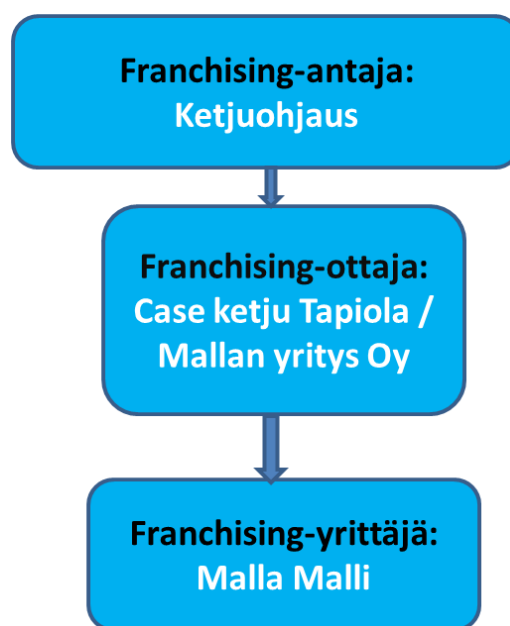 Franchising-antaja:
Ketjuohjaus
Franchising-ottaja:
Case ketju Tapiola /
Mallan yritys Oy
Franchising-yrittäjä:
Malla Malli